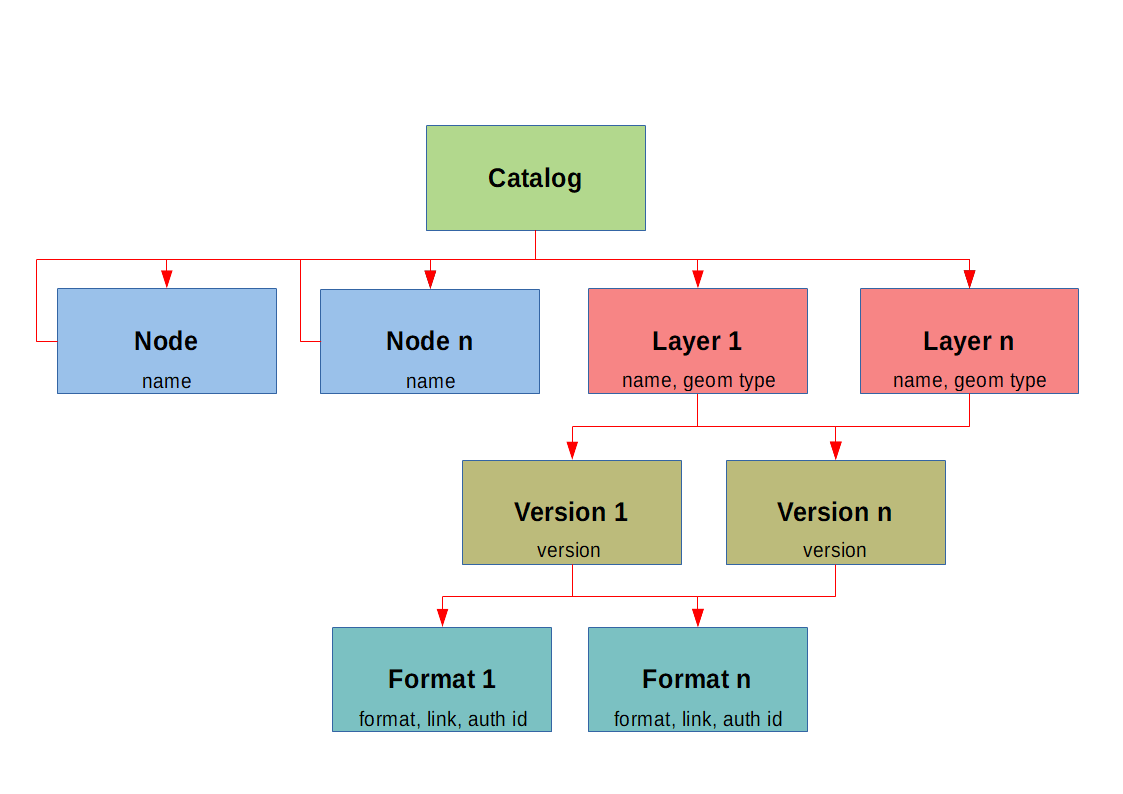 Catalog
Node
name
Node n
name
Layer 1
name, geom type
Layer n
name, geom type
Version 1
version
Version n
version
Format 1
format, link, auth id
Format n
format, link, auth id